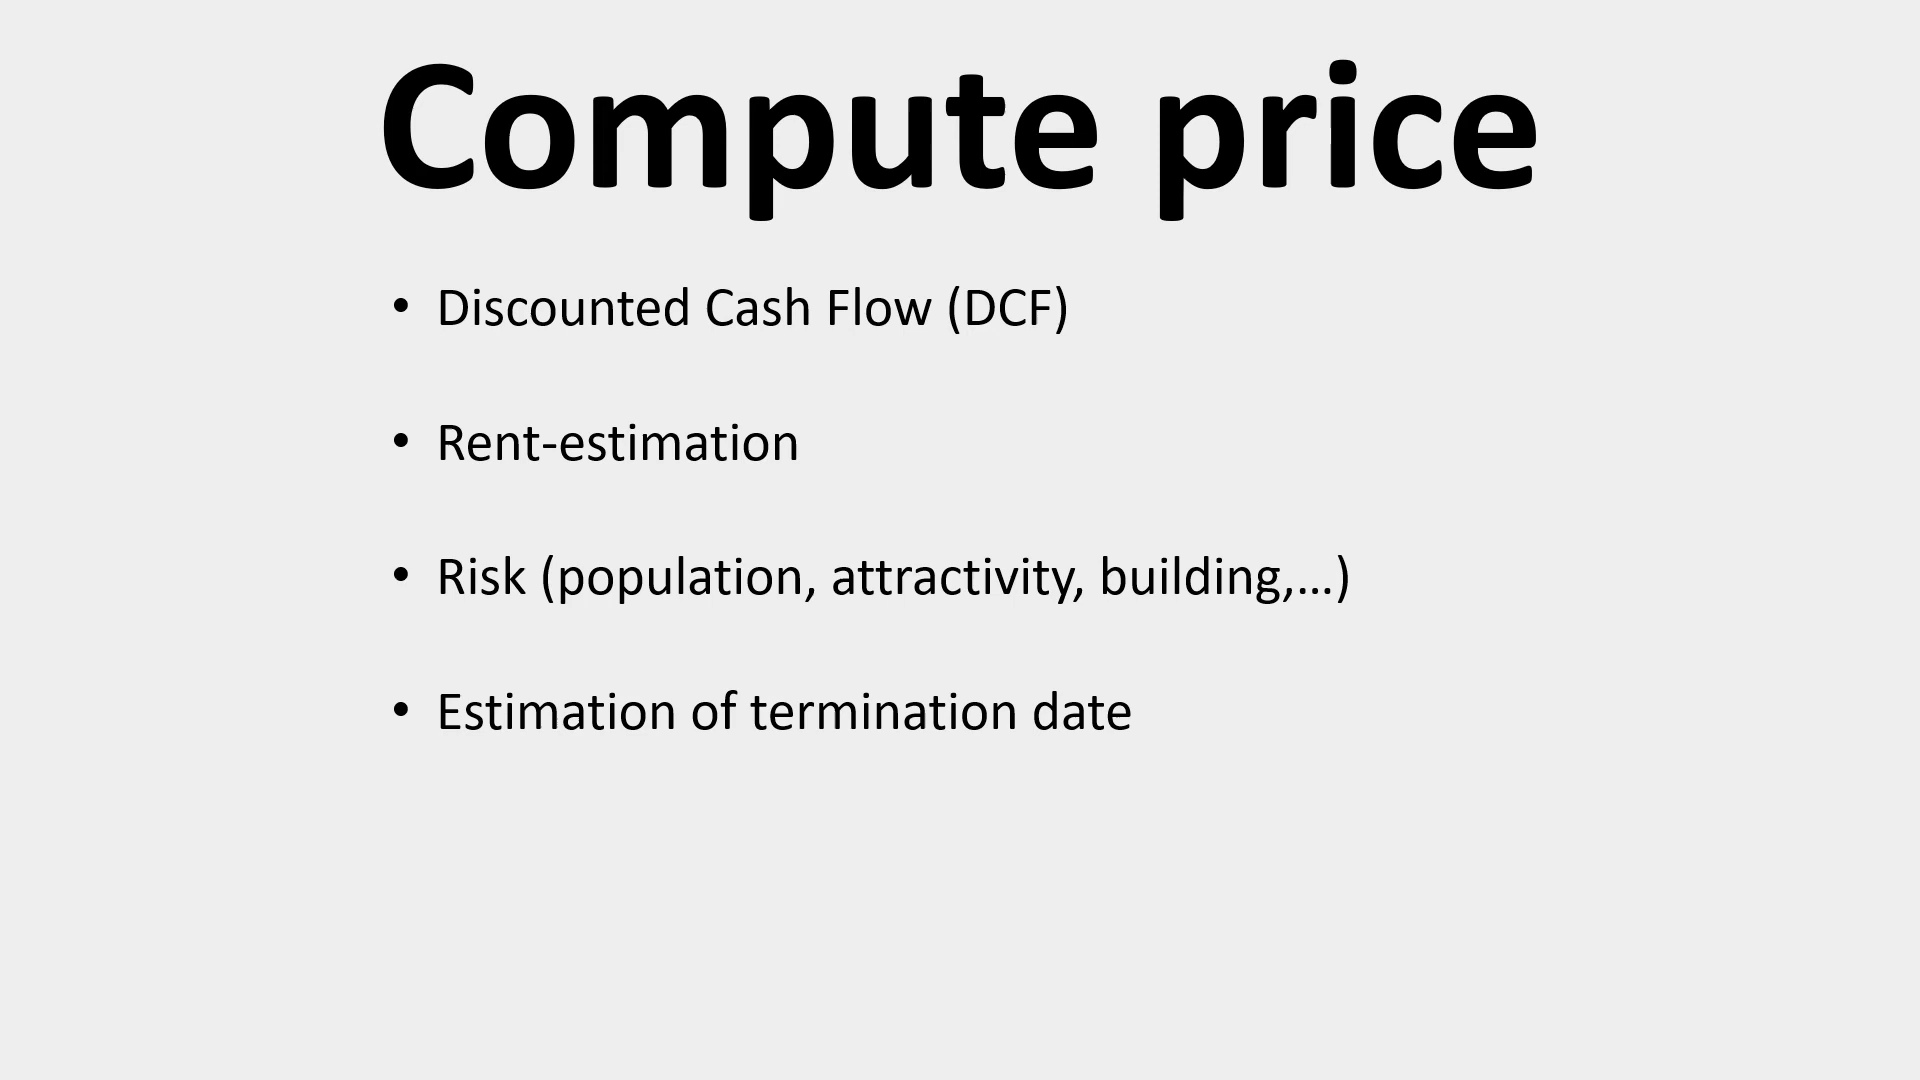 Compute price
• Discounted Cash Flow (DCF)
• Rent-estimation
• Risk (population, attractivity, building,...)
• Estimation of termination date